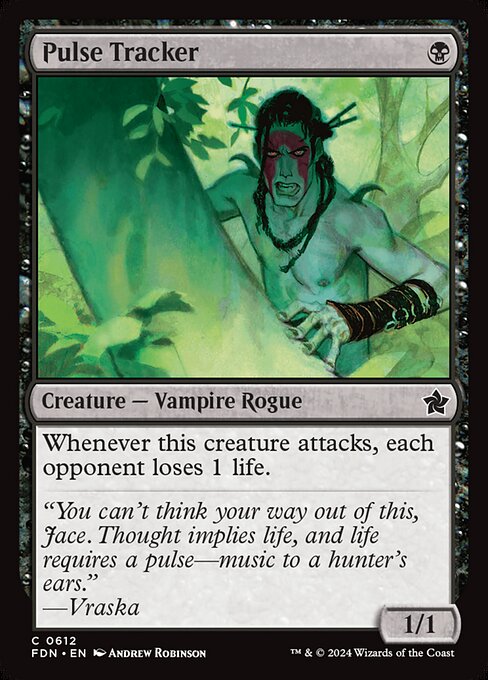 Pulse Tracker
Creature — Vampire Rogue
Whenever this creature attacks, each
opponent loses 1 life.
“You can’t think your way out of this,
Jace. Thought implies life, and life
requires a pulse—music to a hunter’s
ears.”
—Vraska
1/1
C 0612
FDN • EN Andrew Robinson
™ & © 2024 Wizards of the Coast